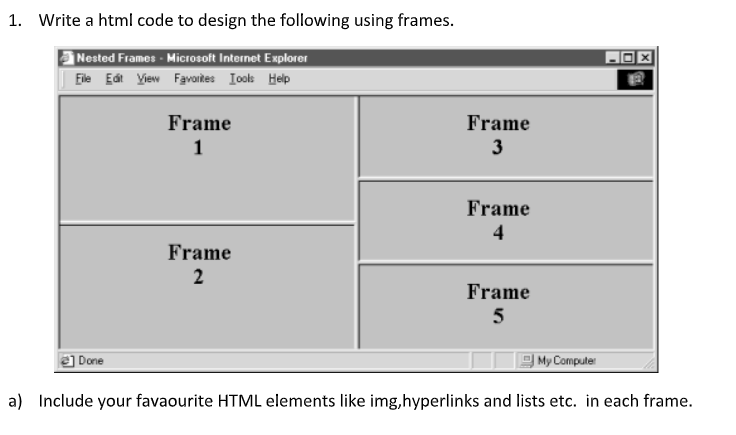 1. Write a html code to design the following using frames.
Nested Frames - Microsoft Internet Explorer
File Edit View Favorites Tools Help
Frame
1
Frame
2
Frame
3
Frame
4
Frame
5
Done
My Computer
a) Include your favaourite HTML elements like img,hyperlinks and lists etc. in each frame.